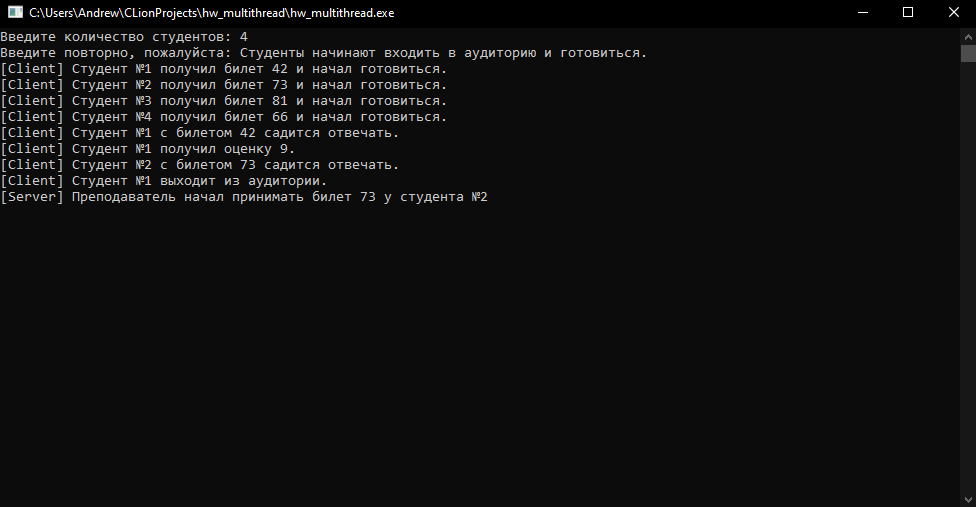 C:\Users\Andrew\CLionProjects\hw_multithread\hw_multithread.exe
Введите количество студентов: 4
Введите повторно, пожалуйста: Студенты начинают входить в аудиторию и готовиться.
[Client] Студент №1 получил билет 42 и начал готовиться.
[Client] Студент №2 получил билет 73 и начал готовиться.
[Client] Студент №3 получил билет 81 и начал готовиться.
[Client] Студент №4 получил билет 66 и начал готовиться.
[Client] Студент №1 с билетом 42 садится отвечать.
[Client] Студент №1 получил оценку 9.
[Client] Студент №2 с билетом 73 садится отвечать.
[Client] Студент №1 выходит из аудитории.
[Server] Преподаватель начал принимать билет 73 у студента №2